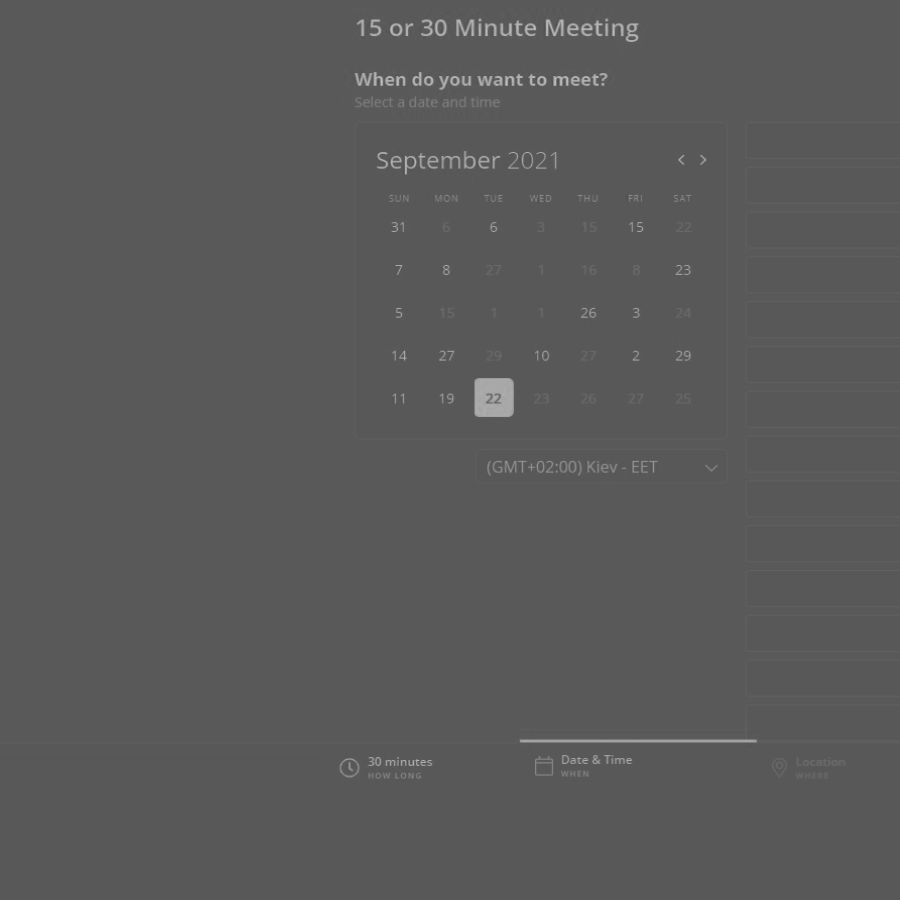 15 or 30 Minute Meeting
When do you want to meet?
Select a date and time
September 2021
SUN MON TUE WED THU FRI SAT
31 6 6 3 15 15 22
7 8 27 1 16 8 23
5 15 1 1 26 3 24
14 27 29 10 27 2 29
11 19 22 23 26 27 25
(GMT+02:00) Kiev - EET
30 minutes
HOW LONG
Date & Time
WHEN
Location
WHERE